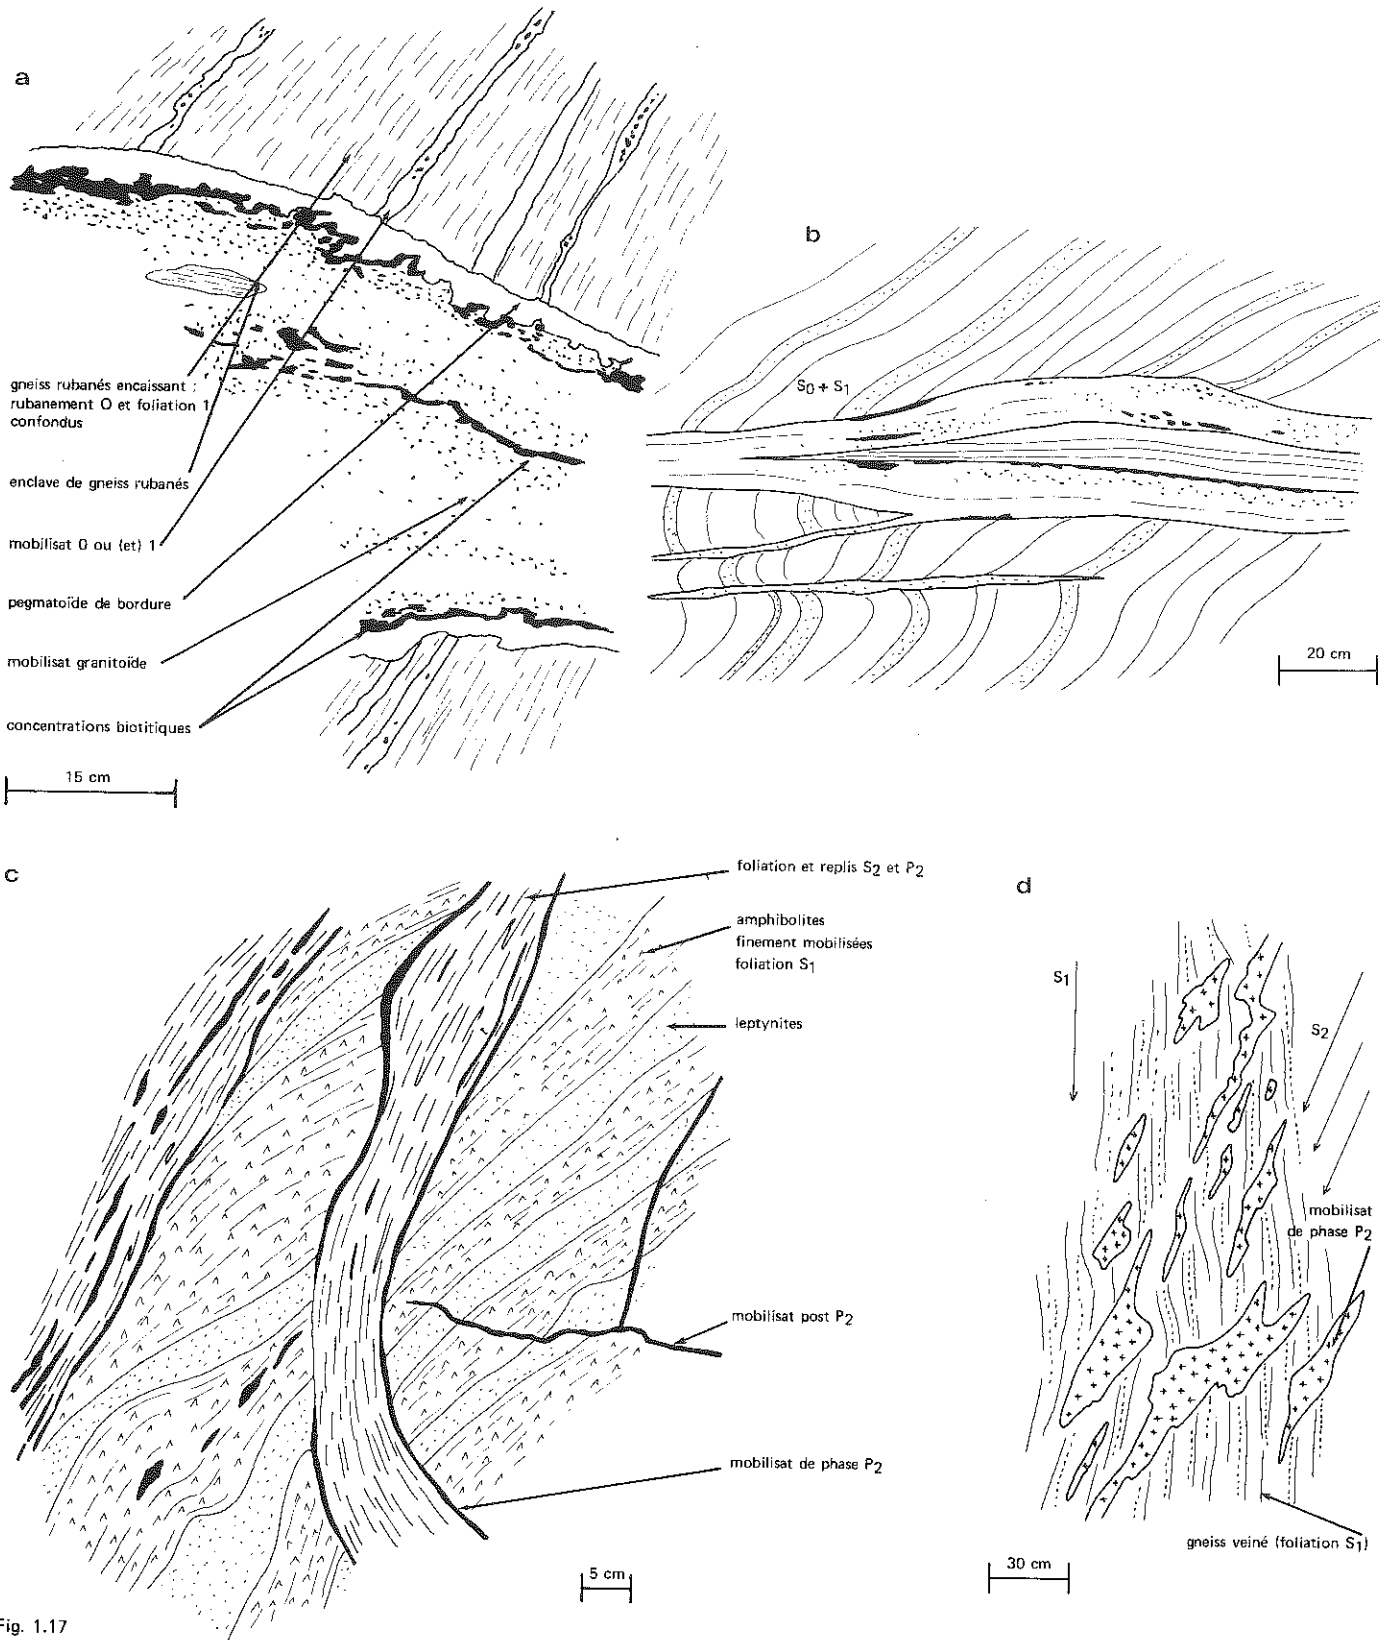 a
gneiss rubanés encaissant :
rubanement O et foliation 1
confondus
enclave de gneiss rubanés
mobilisat 0 ou (et) 1
pegmatoïde de bordure
mobilisat granitoïde
concentrations biotitiques
15 cm
b
S0 + S1
20 cm
c
foliation et replis S2 et P2
amphibolites
finement mobilisées
foliation S1
leptynites
mobilisat post P2
mobilisat de phase P2
5 cm
d
S1
S2
mobilisat
de phase P2
gneiss veiné (foliation S1)
30 cm
Fig. 1.17